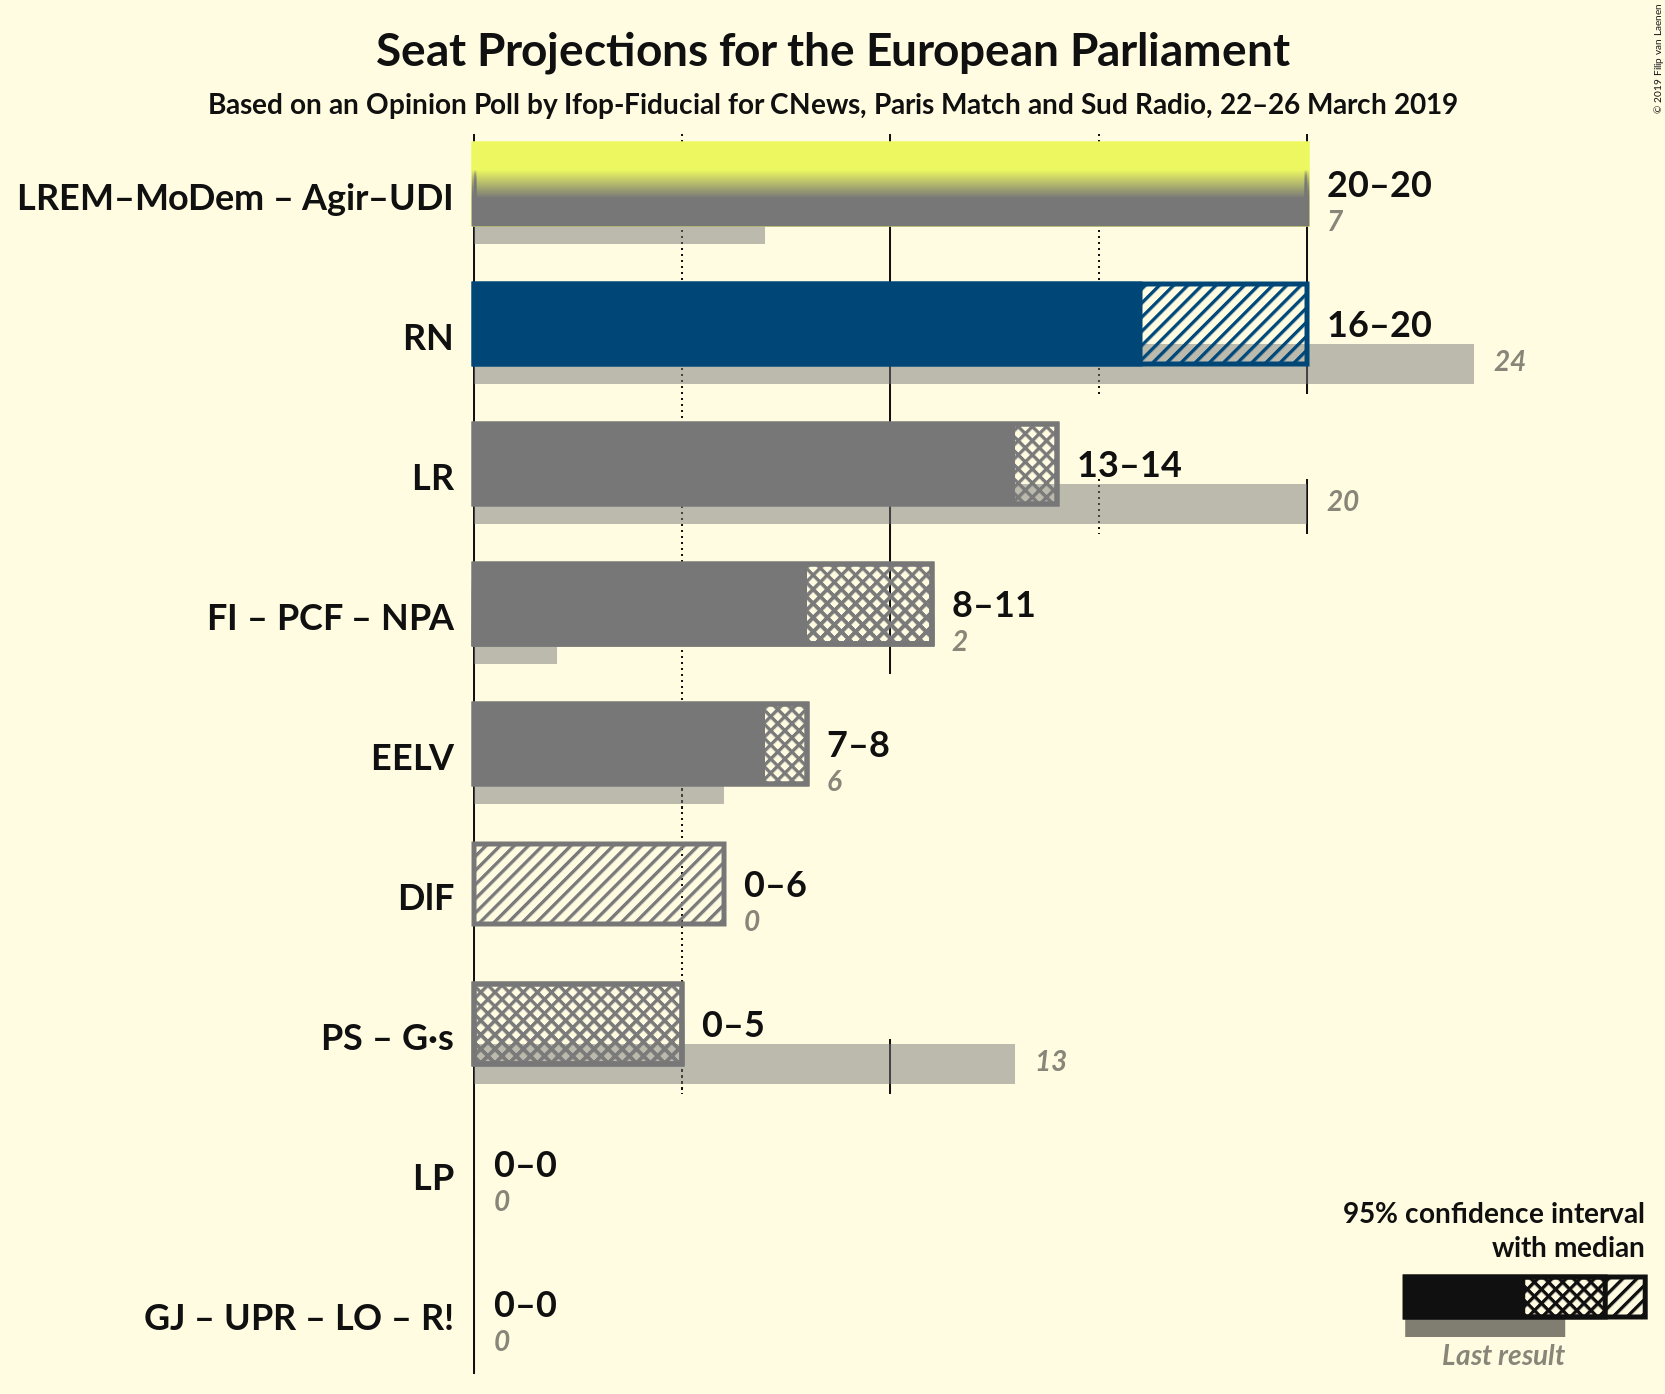 Seat Projections for the European Parliament
Based on an Opinion Poll by Ifop-Fiducial for CNews, Paris Match and Sud Radio, 22–26 March 2019
© 2019 Filip van Laenen
LREM–MoDem – Agir–UDI
20–20
7
RN
16–20
24
LR
13–14
20
FI – PCF – NPA
8–11
2
EELV
7–8
6
DlF
0–6
0
PS – G·s
0–5
13
LP
0–0
0
GJ – UPR – LO – R!
0–0
0
95% confidence interval
with median
Last result